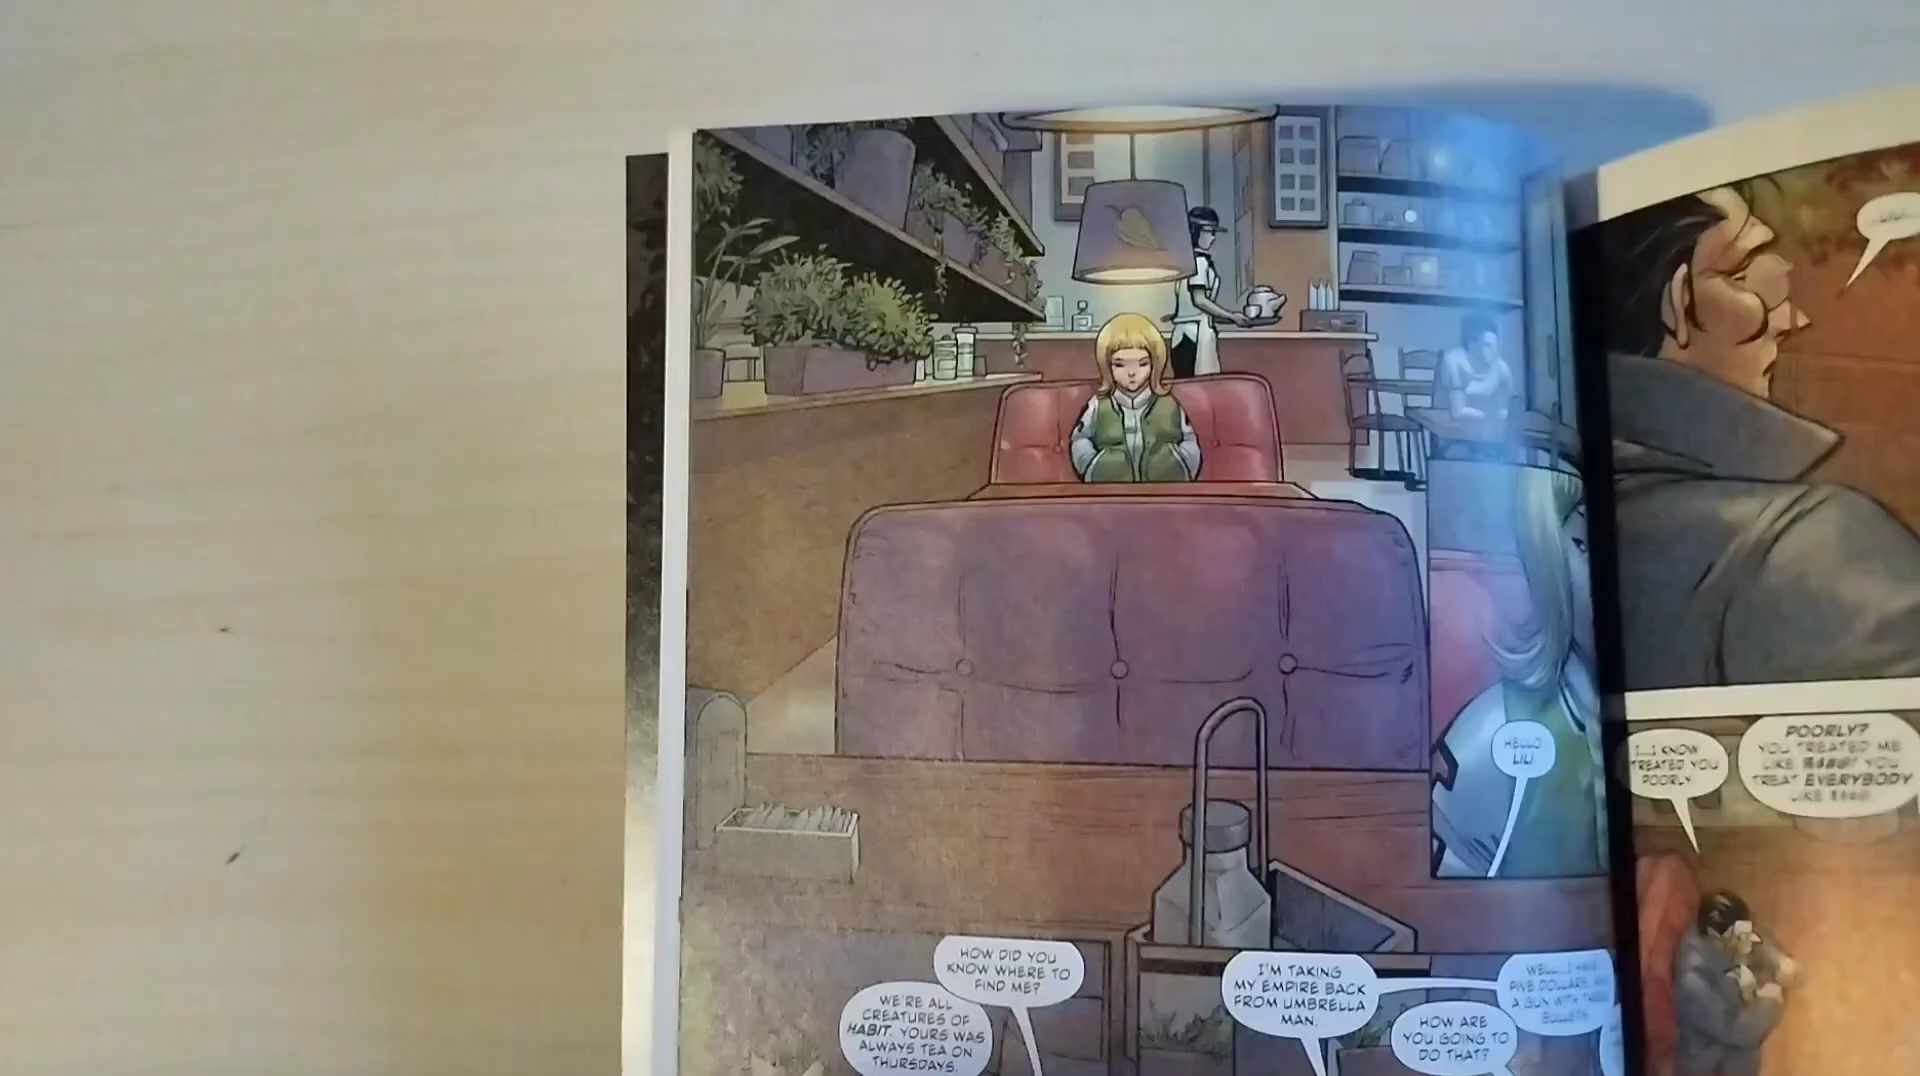 HELLO
LILI
HOW DID YOU
KNOW WHERE TO
FIND ME?
WE'RE ALL
CREATURES OF
HABIT. YOURS WAS
ALWAYS TEA ON
THURSDAYS.
I'M TAKING
MY EMPIRE BACK
FROM UMBRELLA
MAN.
WELL...I HAVE
FIVE DOLLARS AND
A GUN WITH THREE
BULLETS.
HOW ARE
YOU GOING TO
DO THAT?
I...I KNOW
TREATED YOU
POORLY
POORLY?
YOU TREATED ME
LIKE $#@! YOU
TREAT EVERYBODY
LIKE